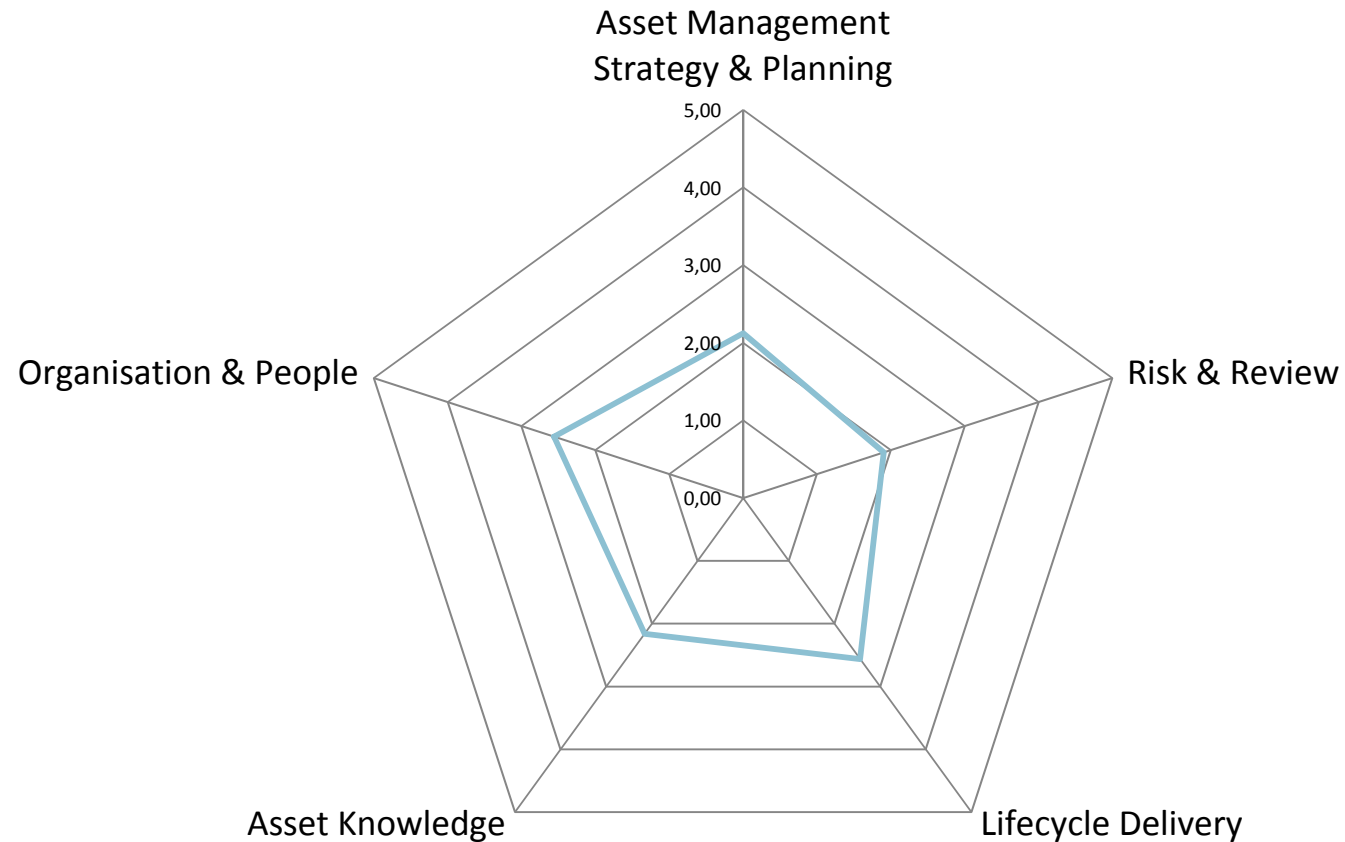 Asset Management
Strategy & Planning
5,00
4,00
3,00
2,00
1,00
0,00
Organisation & People
Risk & Review
Asset Knowledge
Lifecycle Delivery